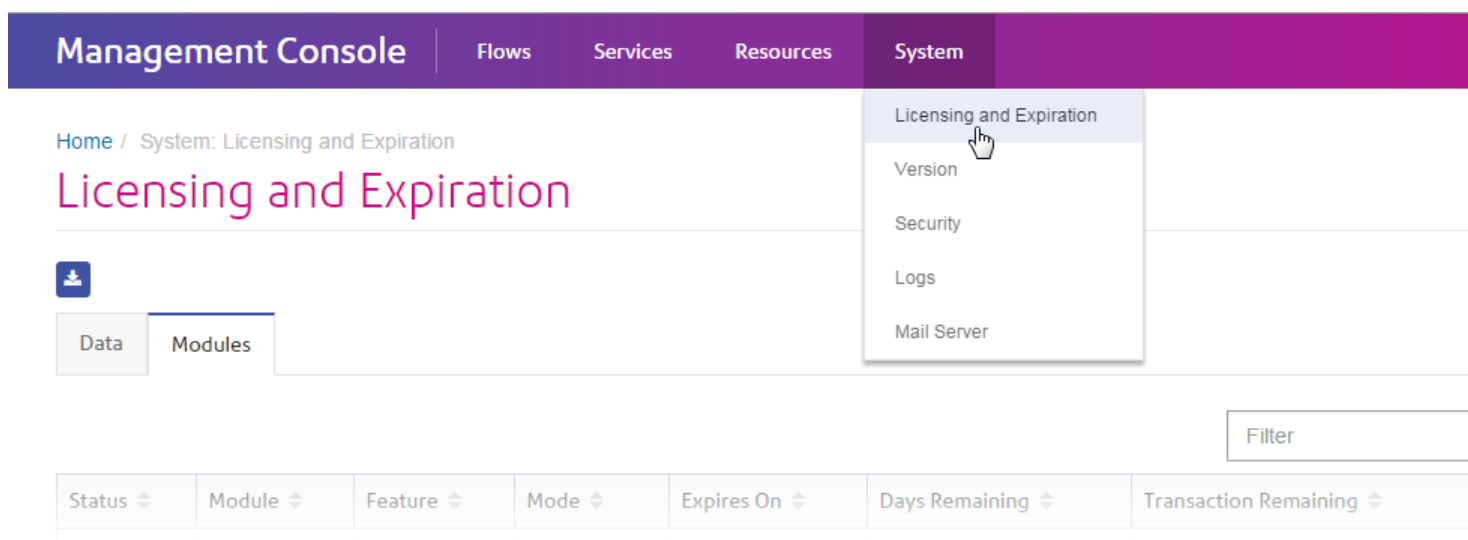 Management Console Flows Services Resources System
Licensing and Expiration
Home / System: Licensing and Expiration
Version
Licensing and Expiration
Security
Logs
Mail Server
Data Modules
Filter
Status Module Feature Mode Expires On Days Remaining Transaction Remaining